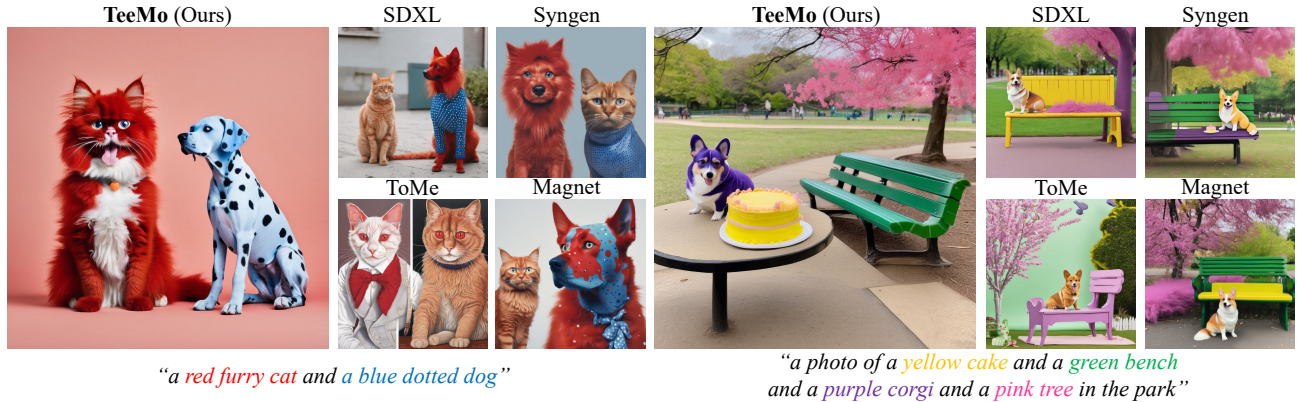 TeeMo (Ours)
SDXL
Syngen
TeeMo (Ours)
SDXL
Syngen
ToMe
Magnet
ToMe
Magnet
“a red furry cat and a blue dotted dog”
“a photo of a yellow cake and a green bench
and a purple corgi and a pink tree in the park”